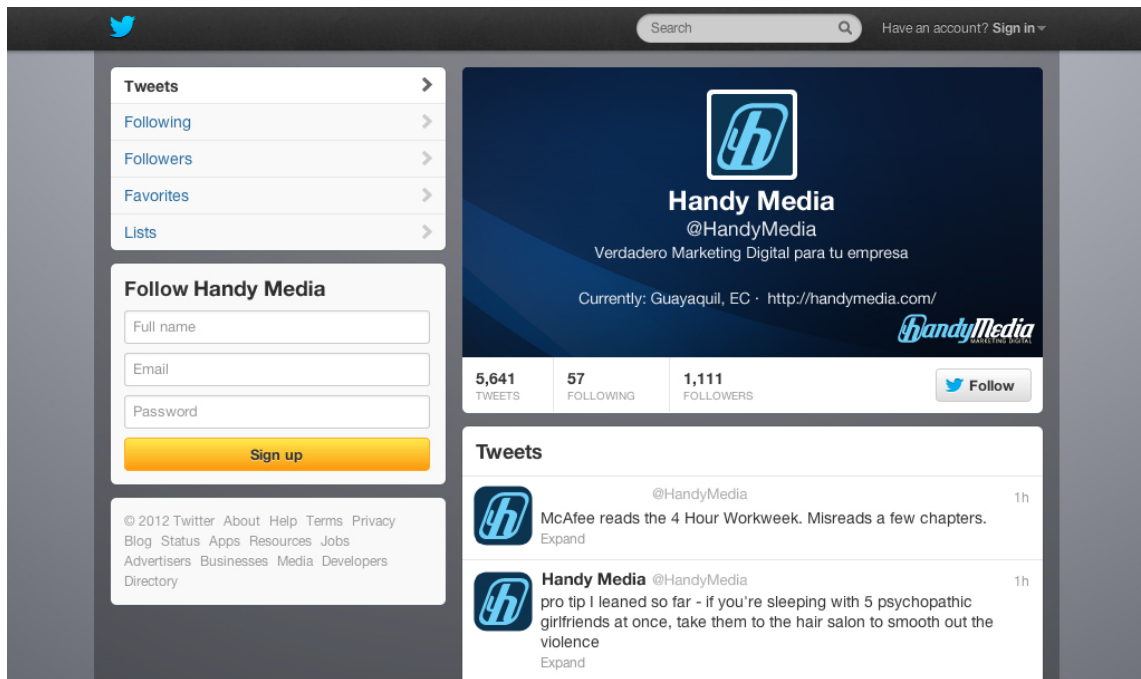 Search
Have an account? Sign in
Tweets
Following
Followers
Favorites
Lists
Follow Handy Media
Full name
Email
Password
Sign up
© 2012 Twitter About Help Terms Privacy
Blog Status Apps Resources Jobs
Advertisers Businesses Media Developers
Directory
Handy Media
@HandyMedia
Verdadero Marketing Digital para tu empresa
Currently: Guayaquil, EC · http://handymedia.com/
handyMedia
MARKETING DIGITAL
5,641 57 1,111
TWEETS FOLLOWING FOLLOWERS
Follow
Tweets
@HandyMedia 1h
McAfee reads the 4 Hour Workweek. Misreads a few chapters.
Expand
Handy Media @HandyMedia 1h
pro tip I leaned so far - if you're sleeping with 5 psychopathic
girlfriends at once, take them to the hair salon to smooth out the
violence
Expand